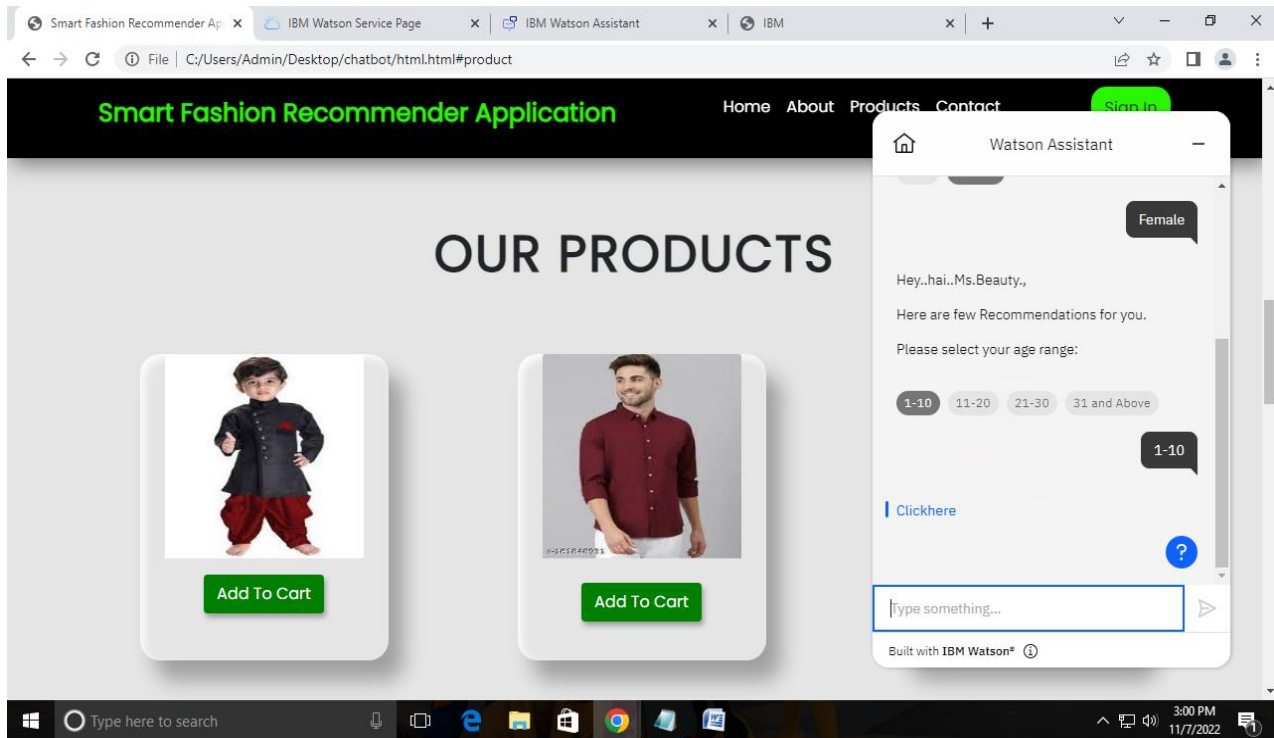 Smart Fashion Recommender Ap
IBM Watson Service Page
IBM Watson Assistant
IBM
File | C:/Users/Admin/Desktop/chatbot/html.html#product
Smart Fashion Recommender Application
Home About Products Contact
Sign In
Watson Assistant
Female
OUR PRODUCTS
Hey..hai..Ms.Beauty.,
Here are few Recommendations for you.
Please select your age range:
1-10 11-20 21-30 31 and Above
1-10
Clickhere
?
Add To Cart
Add To Cart
Type something...
Built with IBM Watson®
Type here to search
3:00 PM
11/7/2022
1